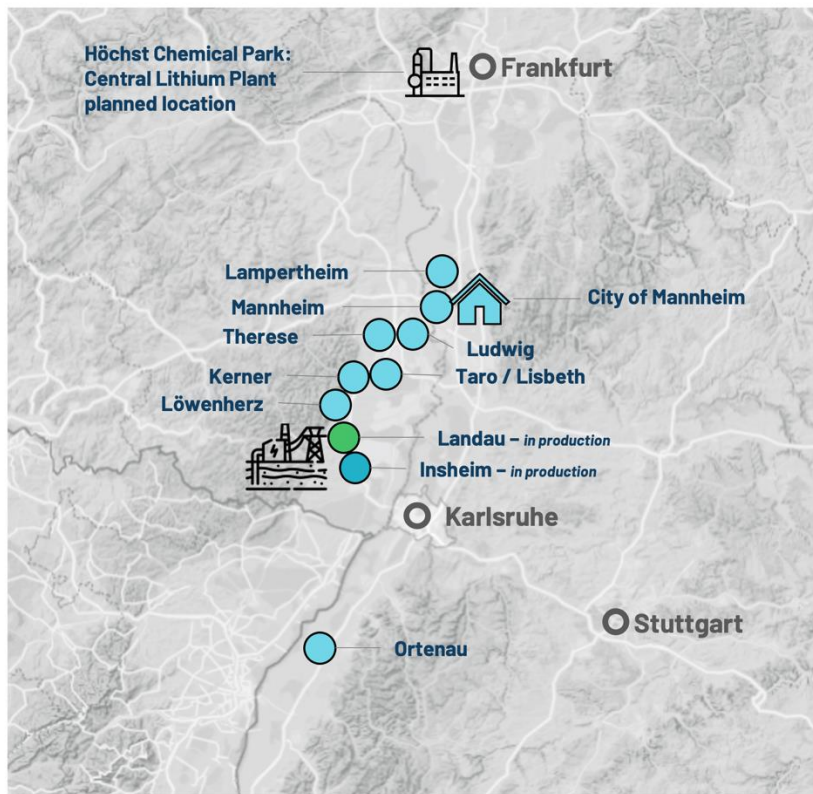 Höchst Chemical Park:
Central Lithium Plant
planned location
Frankfurt
Lampertheim
City of Mannheim
Mannheim
Therese
Ludwig
Kerner
Taro / Lisbeth
Löwenherz
Landau – in production
Insheim – in production
Karlsruhe
Stuttgart
Ortenau